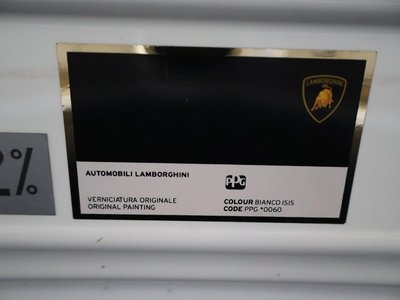 LAMBORGHINI
AUTOMOBILI LAMBORGHINI
PPG
VERNICIATURA ORIGINALE
ORIGINAL PAINTING
COLOUR BIANCO ISIS
CODE PPG *0060
2%